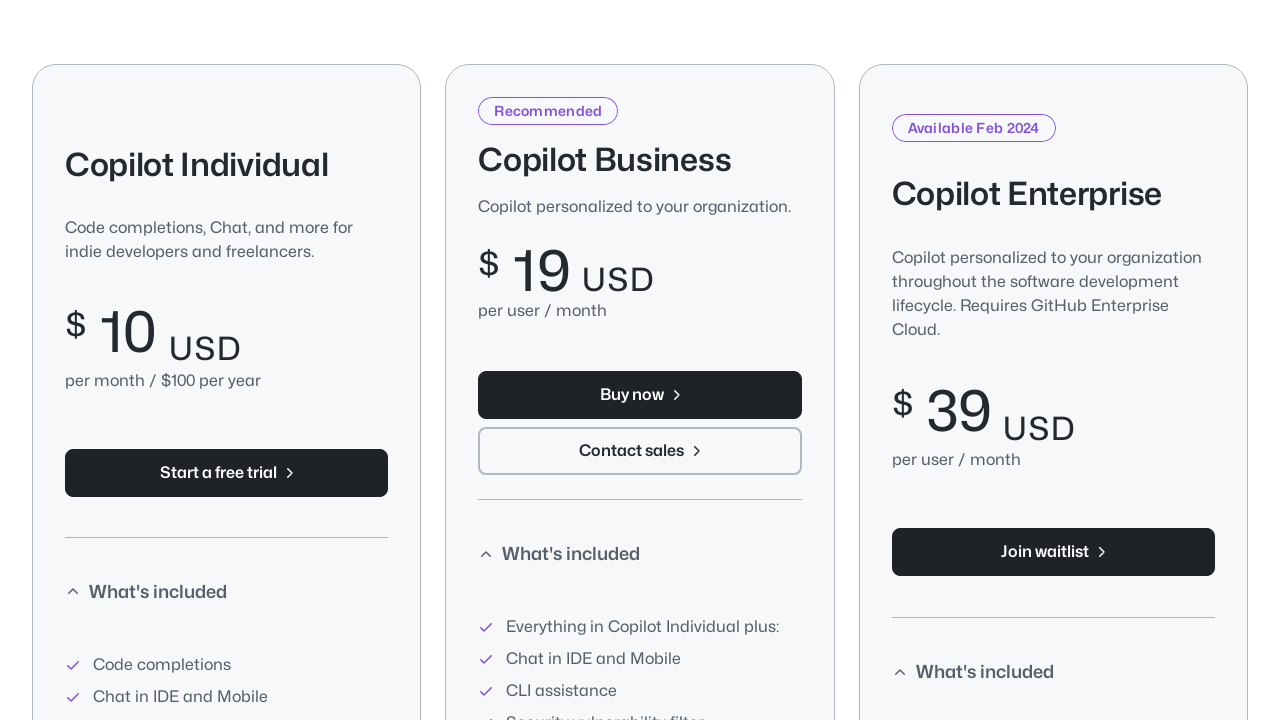 Copilot Individual
Code completions, Chat, and more for
indie developers and freelancers.
$ 10 USD
per month / $100 per year
Start a free trial
What's included
Code completions
Chat in IDE and Mobile
Recommended
Copilot Business
Copilot personalized to your organization.
$ 19 USD
per user / month
Buy now
Contact sales
What's included
Everything in Copilot Individual plus:
Chat in IDE and Mobile
CLI assistance
Security vulnerability filter
Available Feb 2024
Copilot Enterprise
Copilot personalized to your organization
throughout the software development
lifecycle. Requires GitHub Enterprise
Cloud.
$ 39 USD
per user / month
Join waitlist
What's included